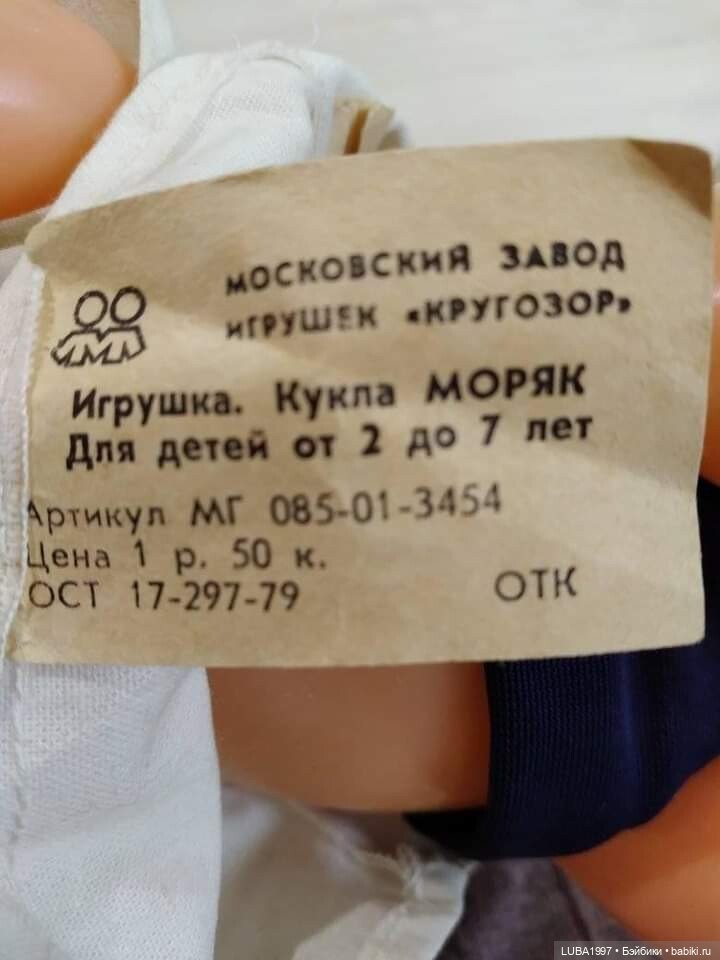 МОСКОВСКИЙ ЗАВОД
ИГРУШЕК «КРУГОЗОР»
Игрушка. Кукла МОРЯК
Для детей от 2 до 7 лет
Артикул МГ 085-01-3454
Цена 1 р. 50 к.
ОСТ 17-297-79 ОТК
LUBA1997 • Бэйбики • babiki.ru